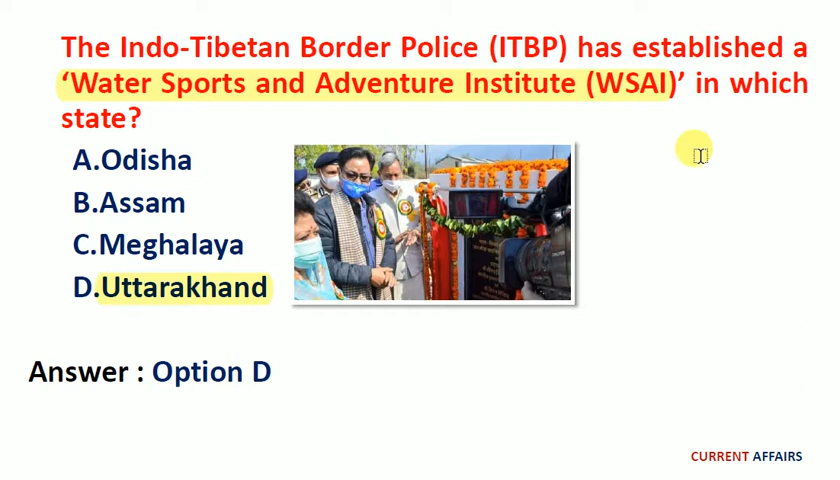 The Indo-Tibetan Border Police (ITBP) has established a
‘Water Sports and Adventure Institute (WSAI)’ in which
state?
A.Odisha
B.Assam
C.Meghalaya
D.Uttarakhand
Answer : Option D
CURRENT AFFAIRS